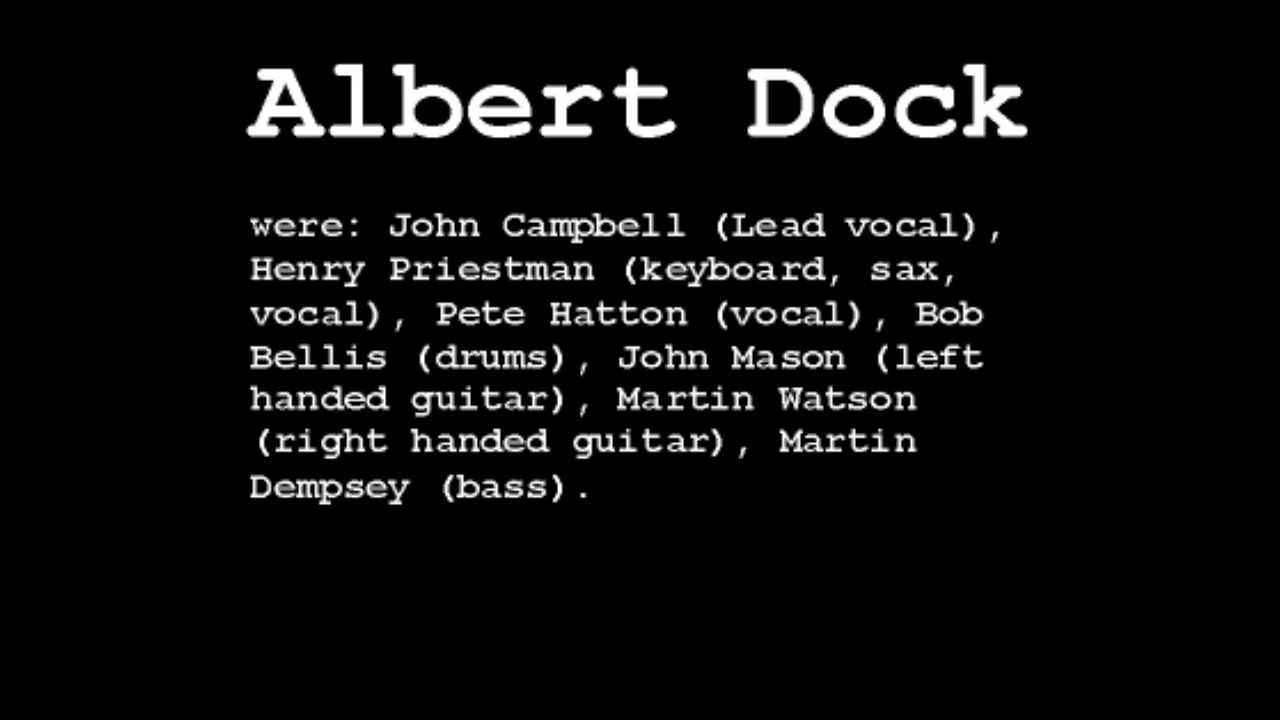 Albert Dock
were: John Campbell (Lead vocal),
Henry Priestman (keyboard, sax,
vocal), Pete Hatton (vocal), Bob
Bellis (drums), John Mason (left
handed guitar), Martin Watson
(right handed guitar), Martin
Dempsey (bass).